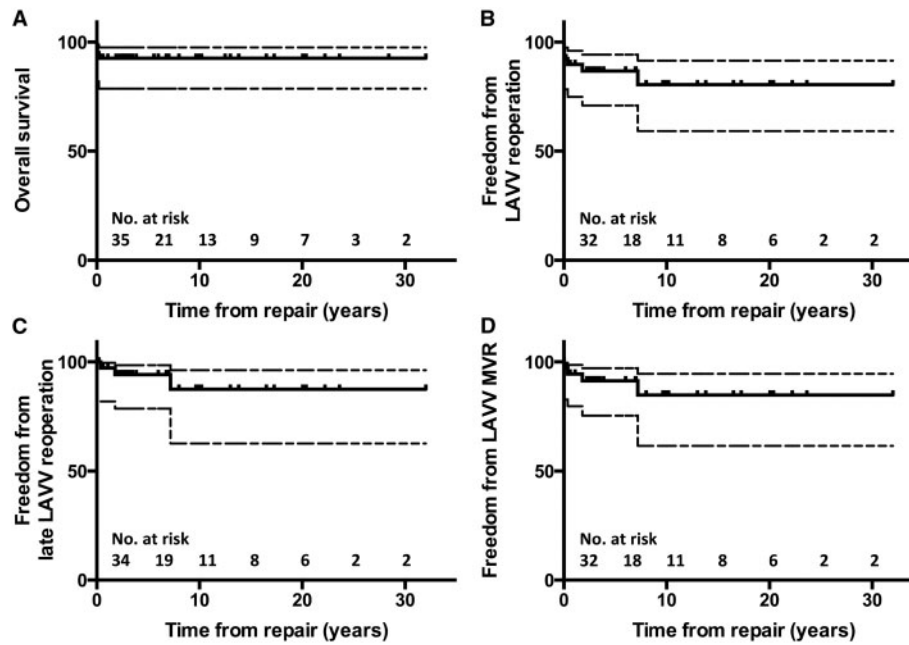 A
Overall survival
100
50
0
No. at risk
35 21 13 9 7 3 2
0 10 20 30
Time from repair (years)
B
Freedom from
LAVV reoperation
100
50
0
No. at risk
32 18 11 8 6 2 2
0 10 20 30
Time from repair (years)
C
Freedom from
late LAVV reoperation
100
50
0
No. at risk
34 19 11 8 6 2 2
0 10 20 30
Time from repair (years)
D
Freedom from LAVV MVR
100
50
0
No. at risk
32 18 11 8 6 2 2
0 10 20 30
Time from repair (years)